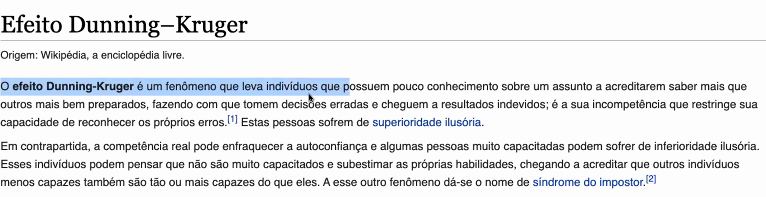 Efeito Dunning–Kruger
Origem: Wikipédia, a enciclopédia livre.
O efeito Dunning-Kruger é um fenômeno que leva indivíduos que possuem pouco conhecimento sobre um assunto a acreditarem saber mais que
outros mais bem preparados, fazendo com que tomem decisões erradas e cheguem a resultados indevidos; é a sua incompetência que restringe sua
capacidade de reconhecer os próprios erros.[1] Estas pessoas sofrem de superioridade ilusória.
Em contrapartida, a competência real pode enfraquecer a autoconfiança e algumas pessoas muito capacitadas podem sofrer de inferioridade ilusória.
Esses indivíduos podem pensar que não são muito capacitados e subestimar as próprias habilidades, chegando a acreditar que outros indivíduos
menos capazes também são tão ou mais capazes do que eles. A esse outro fenômeno dá-se o nome de síndrome do impostor.[2]